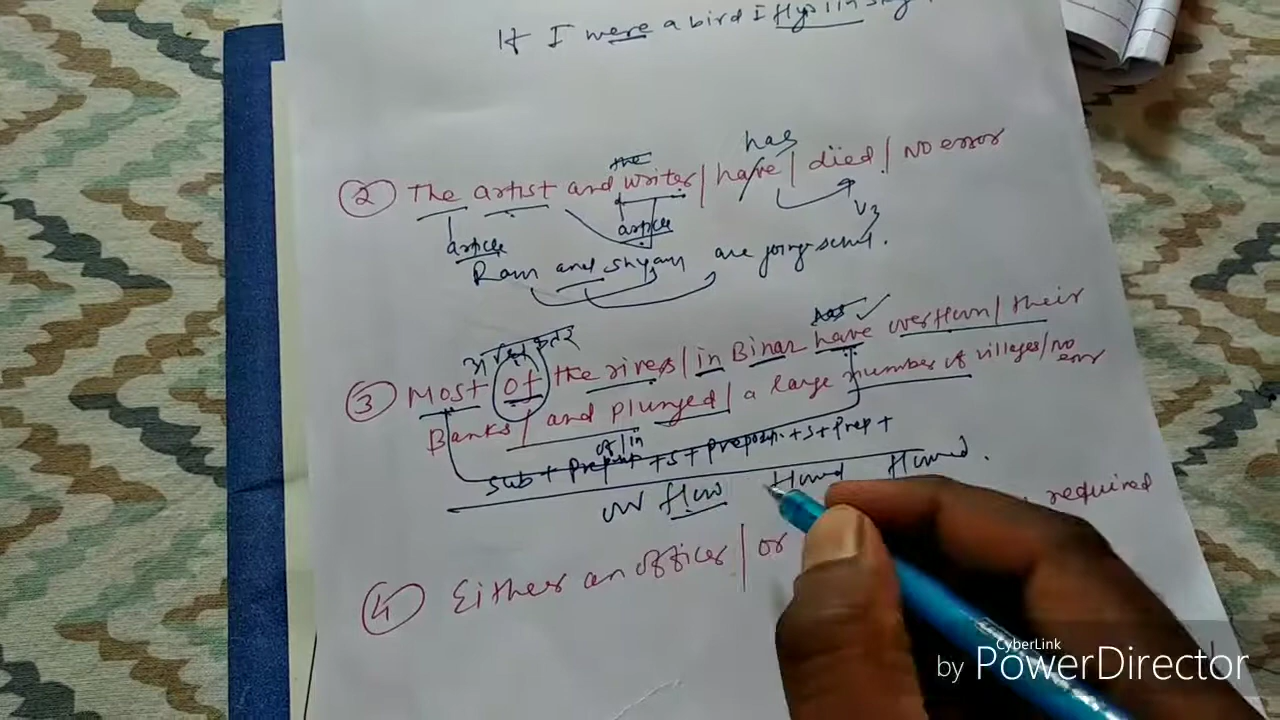 If I were a bird I fly in sky.
has
the
② The artist and writer / have / died / No error
article article V3
Ram and Shyam are going
has ✓
③ Most of the rivers / in Bihar have overflown / their
Banks / and plunged / a large number of villages / no error
of/in
sub + prep + s + preposition + s + prep +
over flow flowed flowed.
④ Either an officer / or required
CyberLink
by PowerDirector